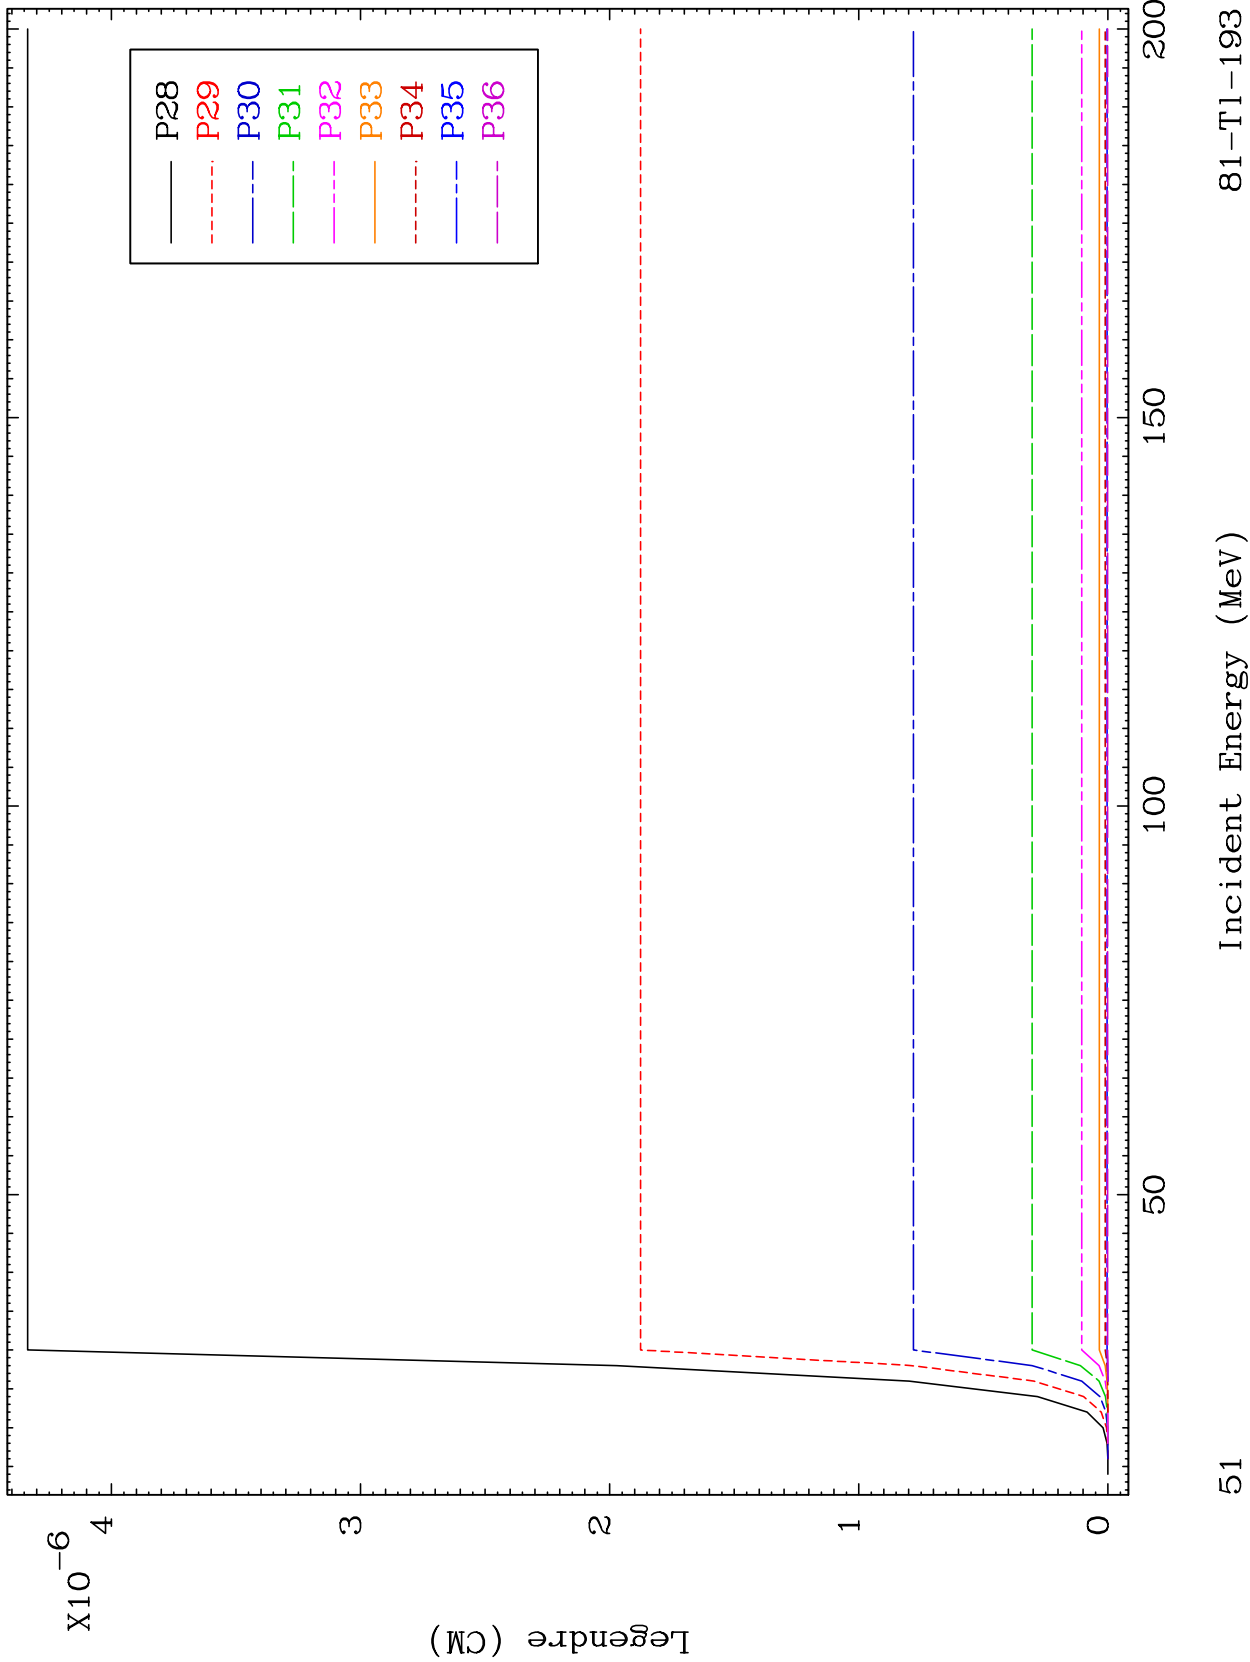 X10-6
4
3
2
1
0
Legendre (CM)
P28
P29
P30
P31
P32
P33
P34
P35
P36
50
100
150
200
51
Incident Energy (MeV)
81-Tl-193